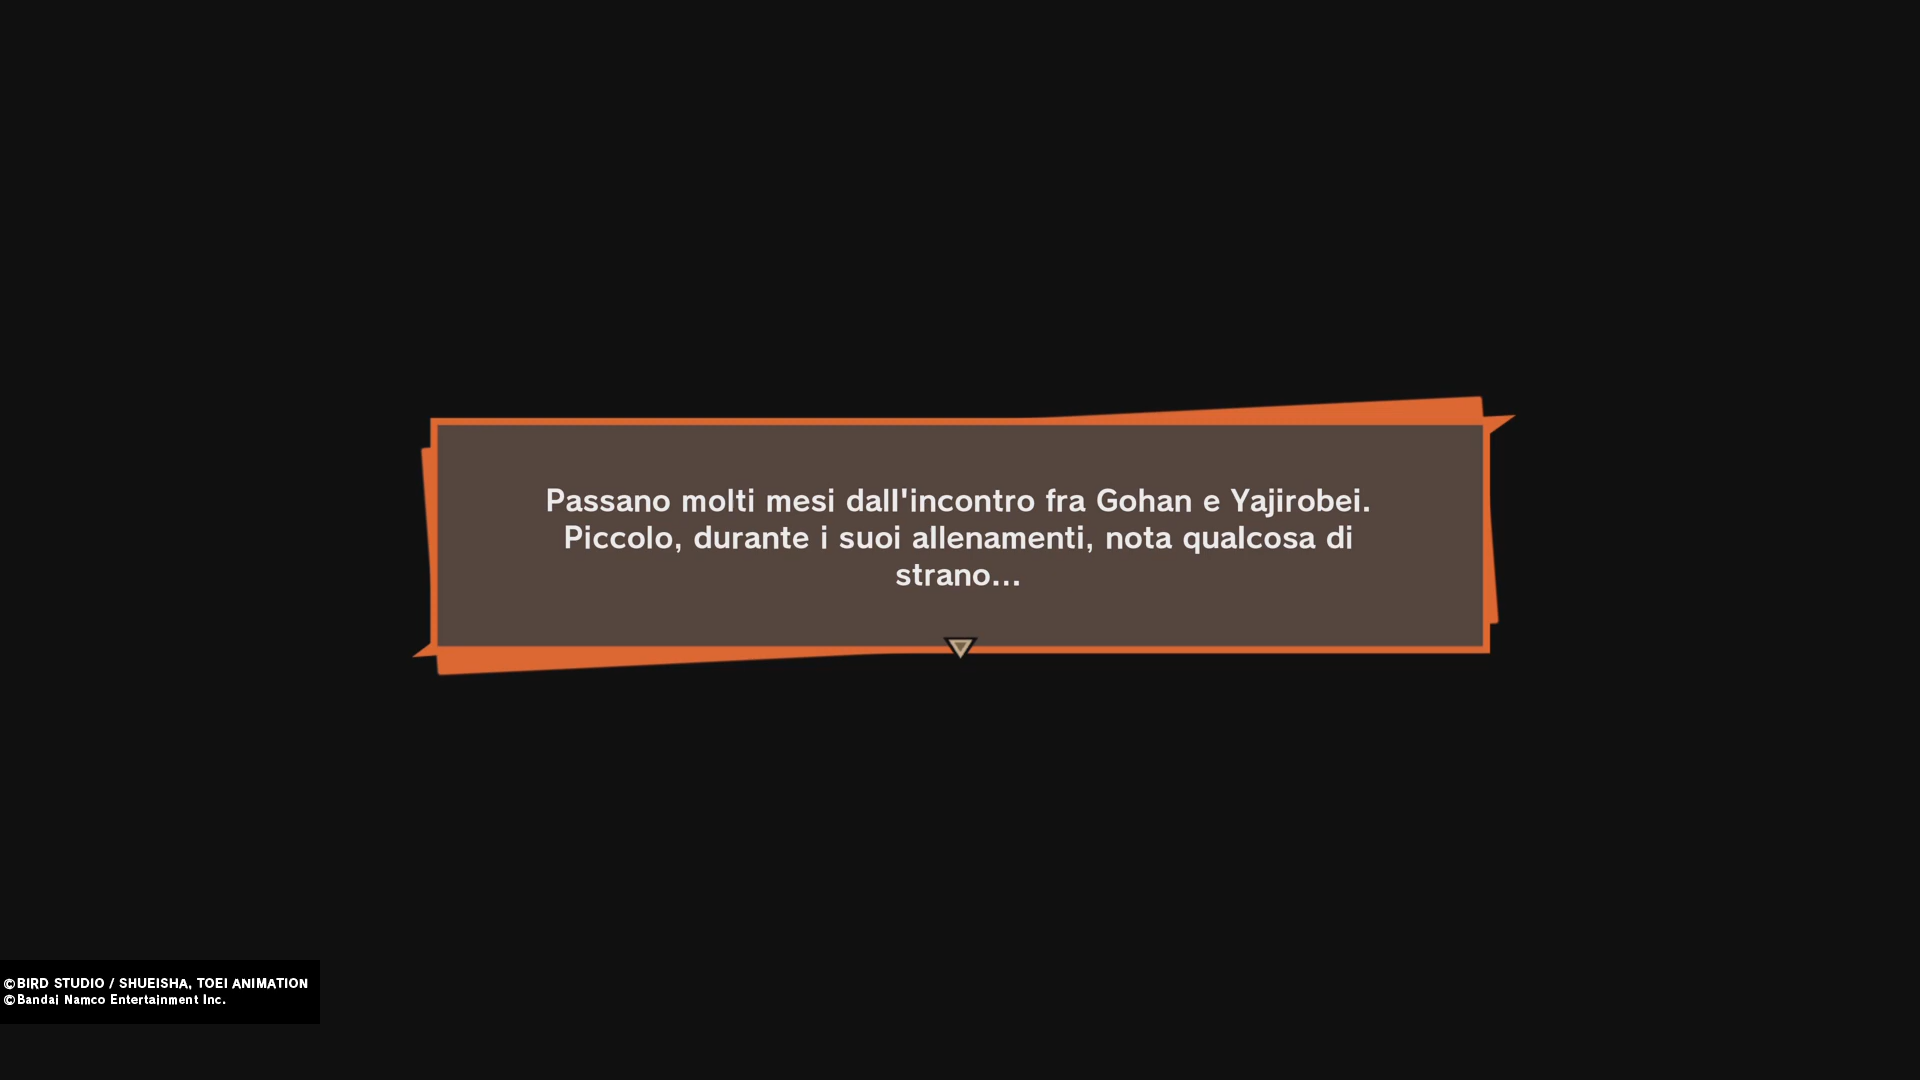 Passano molti mesi dall'incontro fra Gohan e Yajirobei.
Piccolo, durante i suoi allenamenti, nota qualcosa di
strano...
©BIRD STUDIO / SHUEISHA, TOEI ANIMATION
©Bandai Namco Entertainment Inc.